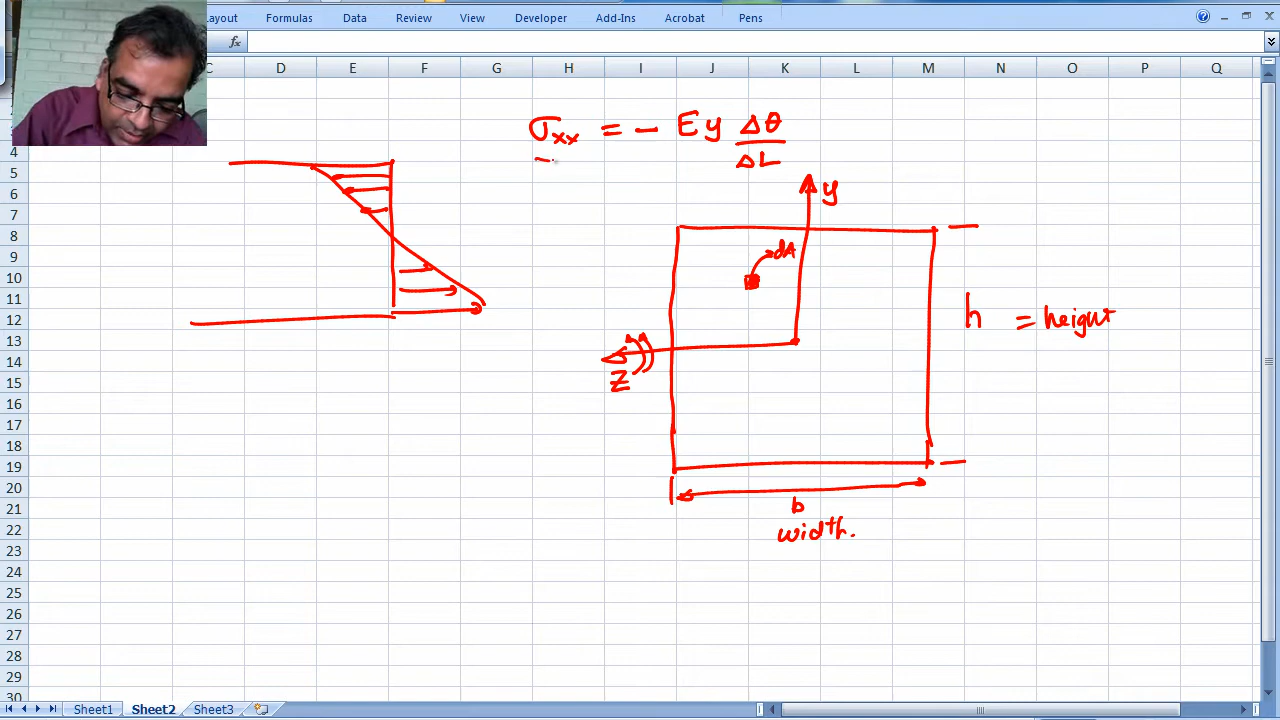 Layout Formulas Data Review View Developer Add-Ins Acrobat Pens
fx
C D E F G H I J K L M N O P Q
σxx = - E y Δθ
ΔL
y
dA
h = height
Z
b
width.
4
5
6
7
8
9
10
11
12
13
14
15
16
17
18
19
20
21
22
23
24
25
26
27
28
29
30
Sheet1 Sheet2 Sheet3